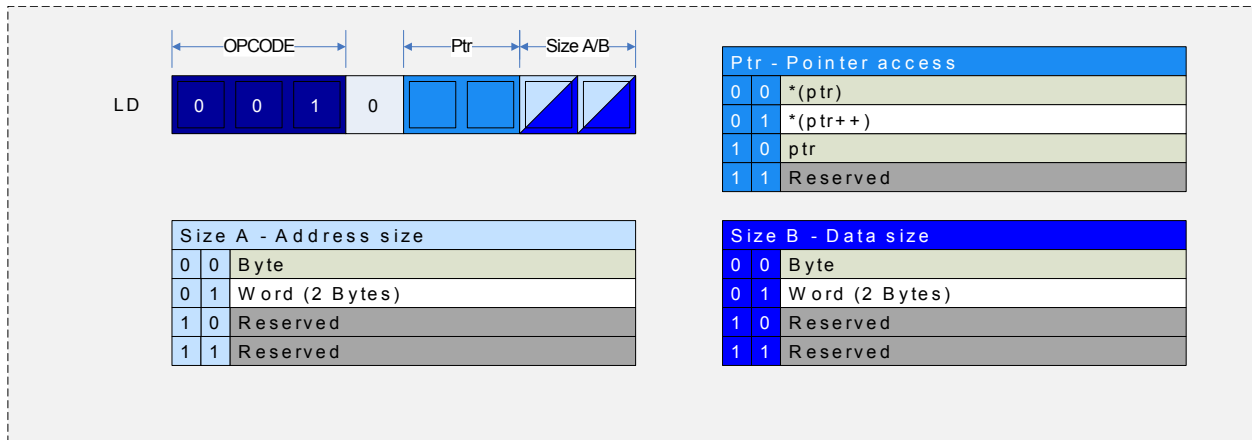 OPCODE Ptr Size A/B
LD 0 0 1 0
Ptr - Pointer access
0 0 *(ptr)
0 1 *(ptr++)
1 0 ptr
1 1 Reserved
Size A - Address size
0 0 Byte
0 1 Word (2 Bytes)
1 0 Reserved
1 1 Reserved
Size B - Data size
0 0 Byte
0 1 Word (2 Bytes)
1 0 Reserved
1 1 Reserved